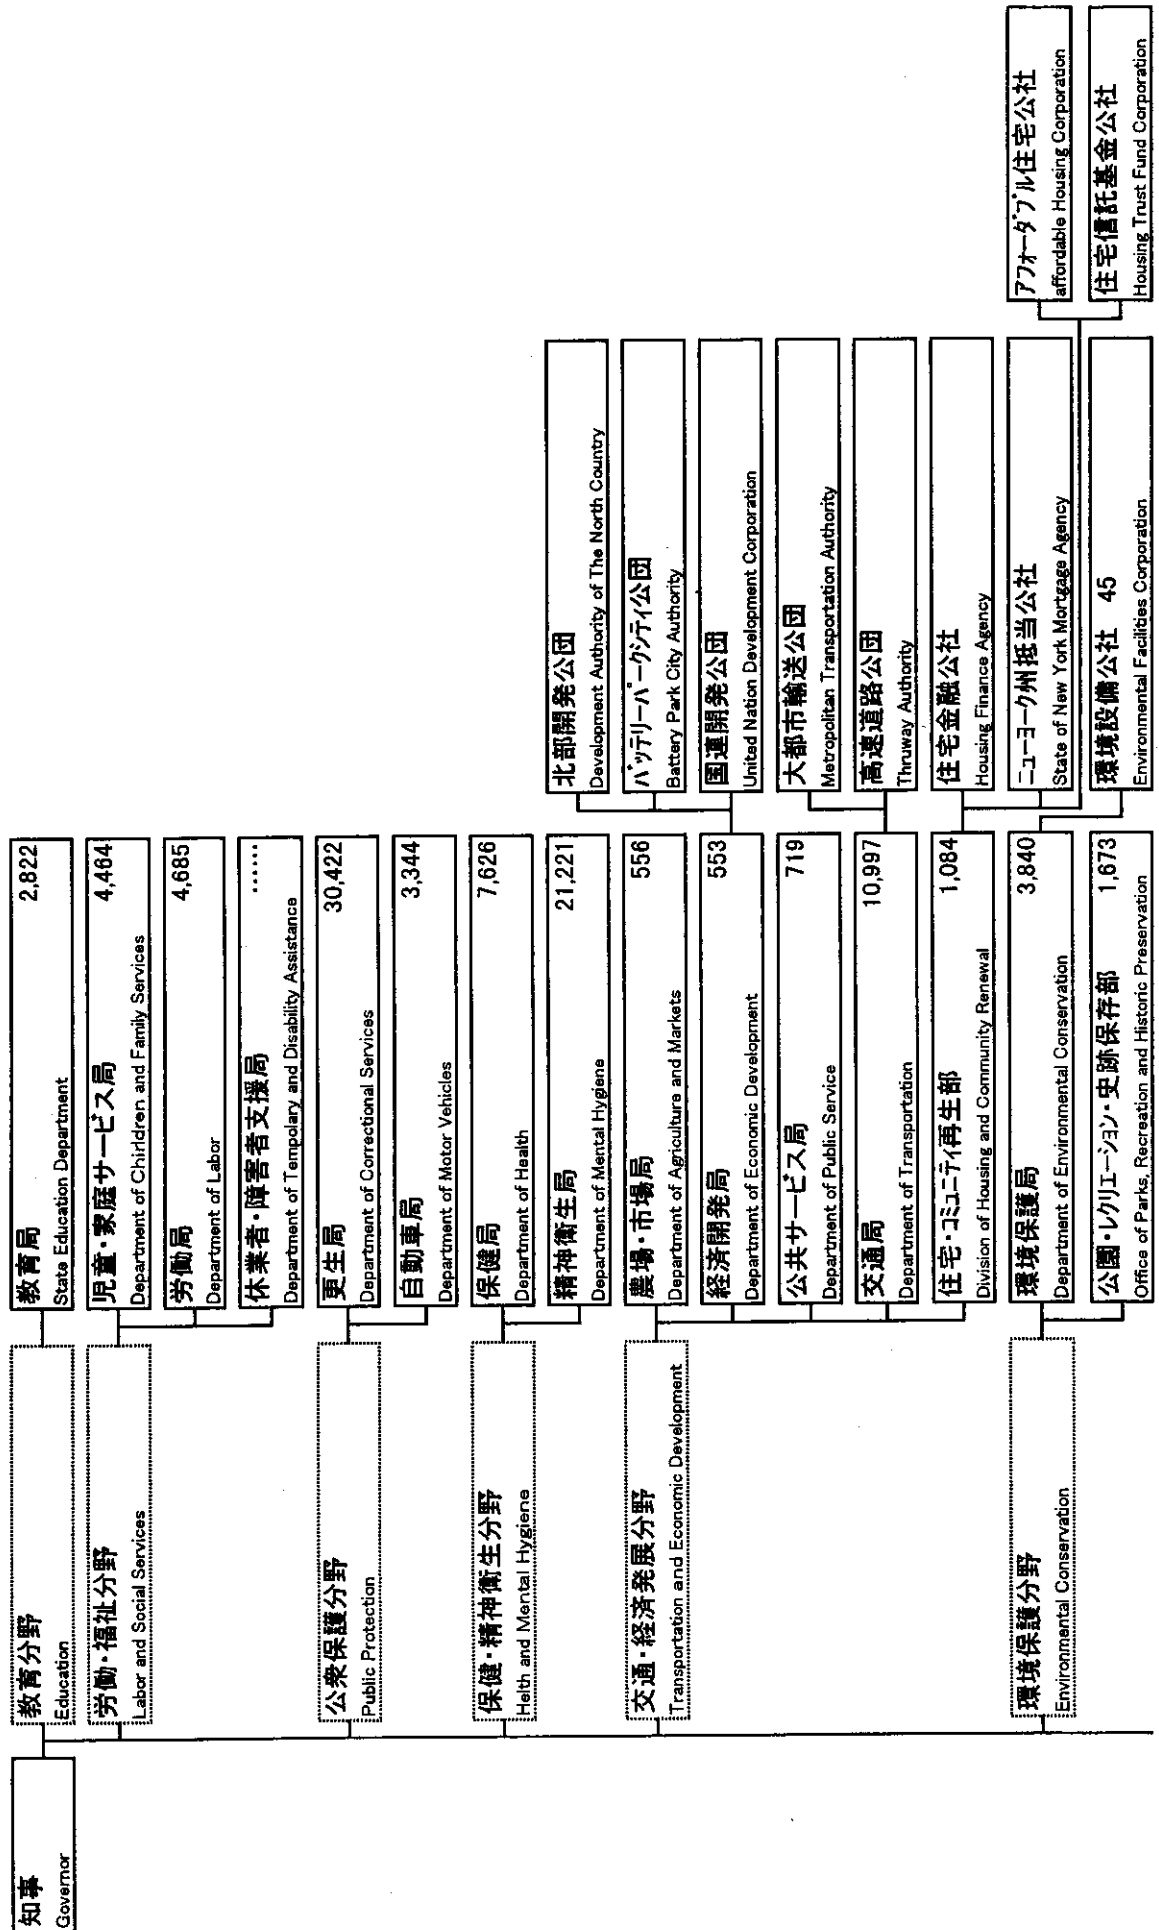 知事
Governor
教育分野
Education
労働・福祉分野
Labor and Social Services
公衆保護分野
Public Protection
保健・精神衛生分野
Helth and Mental Hygiene
交通・経済発展分野
Transportation and Economic Development
環境保護分野
Environmental Conservation
教育局 2,822
State Education Department
児童・家庭サービス局 4,464
Department of Chirldren and Family Services
労働局 4,685
Department of Labor
休業者・障害者支援局 ……
Department of Tempolary and Disability Assistance
更生局 30,422
Department of Correctional Services
自動車局 3,344
Department of Motor Vehicles
保健局 7,626
Department of Health
精神衛生局 21,221
Department of Mental Hygiene
農場・市場局 556
Department of Agriculture and Markets
経済開発局 553
Department of Economic Development
公共サービス局 719
Department of Public Service
交通局 10,997
Department of Transportation
住宅・コミュニティ再生部 1,084
Division of Housing and Community Renewal
環境保護局 3,840
Department of Environmental Conservation
公園・レクリエーション・史跡保存部 1,673
Office of Parks, Recreation and Historic Preservation
北部開発公団
Development Authority of The North Country
バッテリーパークシティ公団
Battery Park City Authority
国連開発公団
United Nation Development Corporation
大都市輸送公団
Metropolitan Transportation Authority
高速道路公団
Thruway Authority
住宅金融公社
Housing Finance Agency
ニューヨーク州抵当公社
State of New York Mortgage Agency
環境設備公社 45
Environmental Facilities Corporation
アフォーダブル住宅公社
affordable Housing Corporation
住宅信託基金公社
Housing Trust Fund Corporation